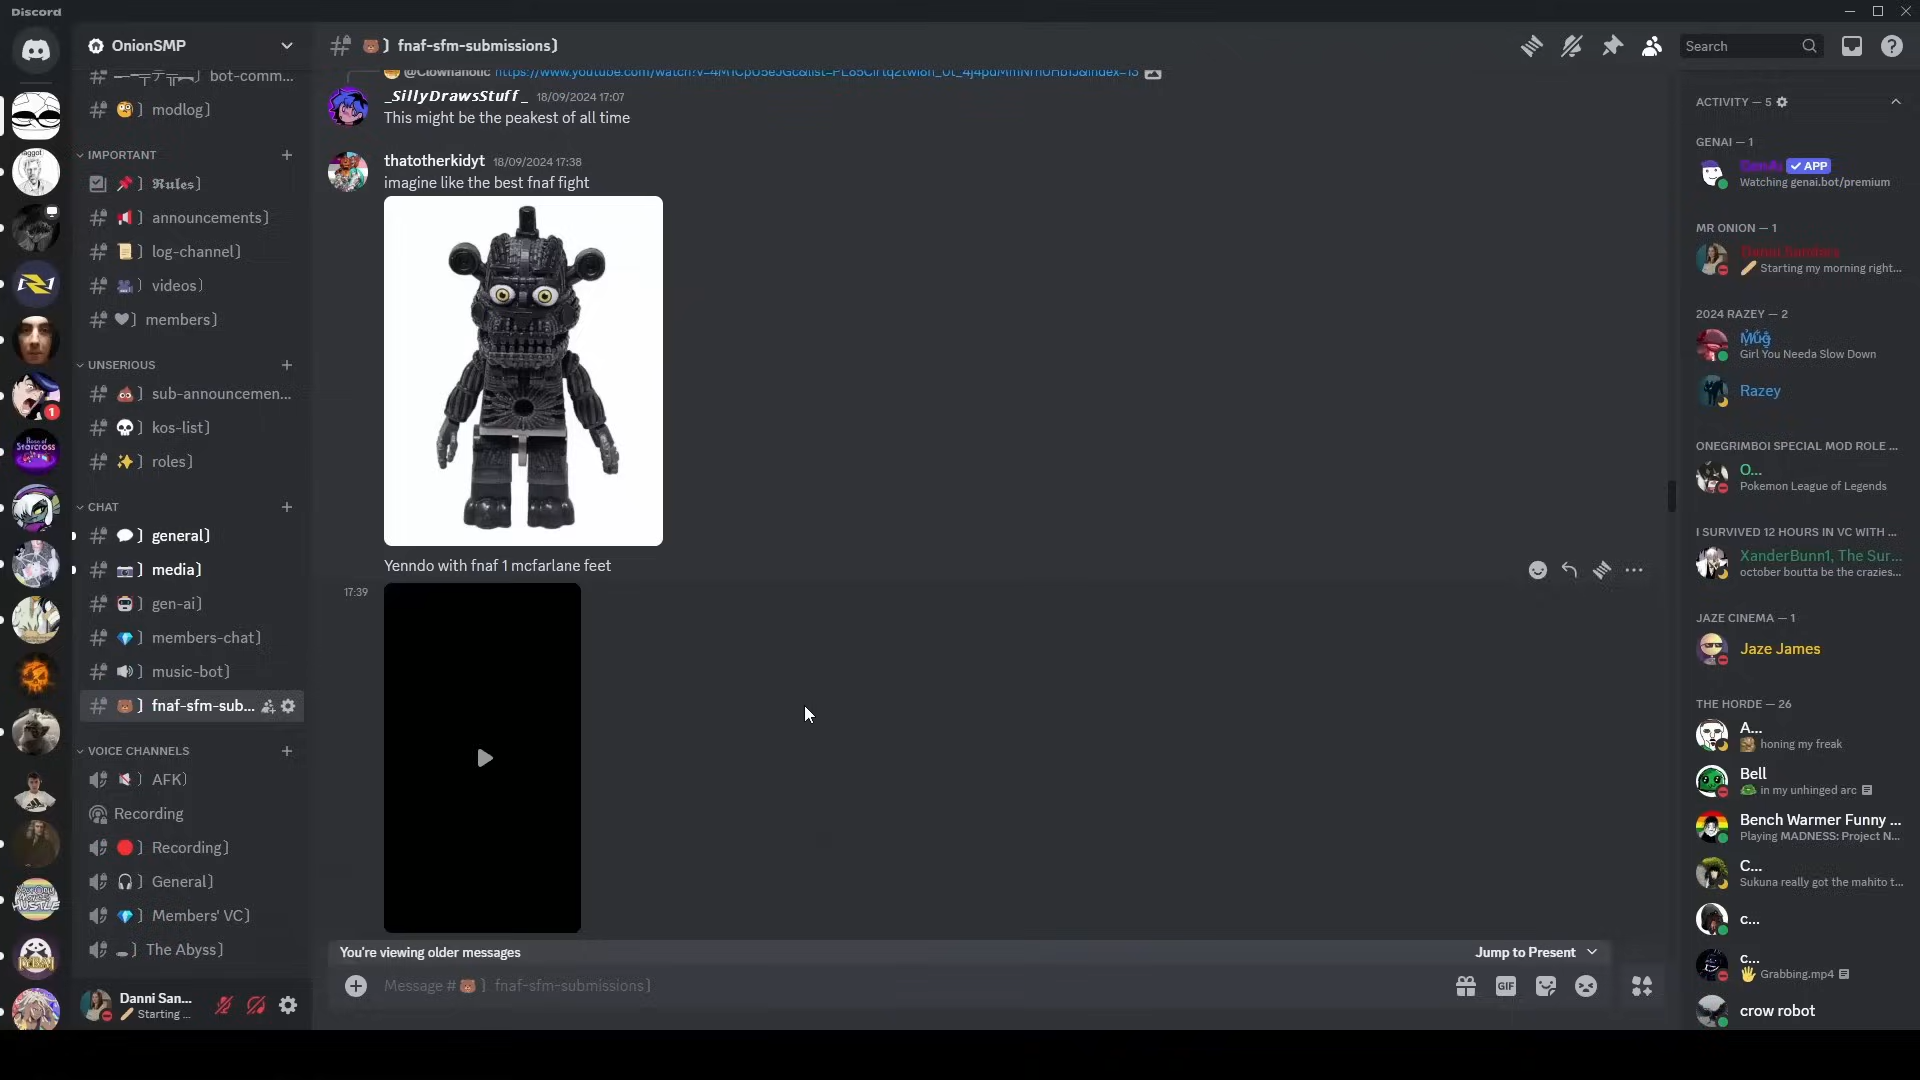 Discord
OnionSMP
bot-comm...
modlog]
IMPORTANT
Rules]
announcements]
log-channel]
videos]
members]
UNSERIOUS
sub-announcemen...
kos-list]
roles]
CHAT
general]
media]
gen-ai]
members-chat]
music-bot]
fnaf-sfm-sub...
VOICE CHANNELS
AFK]
Recording
Recording]
General]
Members' VC]
The Abyss]
Danni San...
Starting ...
fnaf-sfm-submissions]
Search
@Clownaholic
_SillyDrawsStuff_ 18/09/2024 17:07
This might be the peakest of all time
thatotherkidyt 18/09/2024 17:38
imagine like the best fnaf fight
Yenndo with fnaf 1 mcfarlane feet
17:39
You're viewing older messages
Jump to Present
Message # fnaf-sfm-submissions]
GIF
ACTIVITY — 5
GENAI — 1
GenAI APP
Watching genai.bot/premium
MR ONION — 1
Danni Sanders
Starting my morning right...
2024 RAZEY — 2
Mug
Girl You Needa Slow Down
Razey
ONEGRIMBOI SPECIAL MOD ROLE ...
O...
Pokemon League of Legends
I SURVIVED 12 HOURS IN VC WITH ...
XanderBunn1, The Sur...
october boutta be the crazies...
JAZE CINEMA — 1
Jaze James
THE HORDE — 26
A...
honing my freak
Bell
in my unhinged arc
Bench Warmer Funny ...
Playing MADNESS: Project N...
C...
Sukuna really got the mahito t...
c...
c...
Grabbing.mp4
crow robot